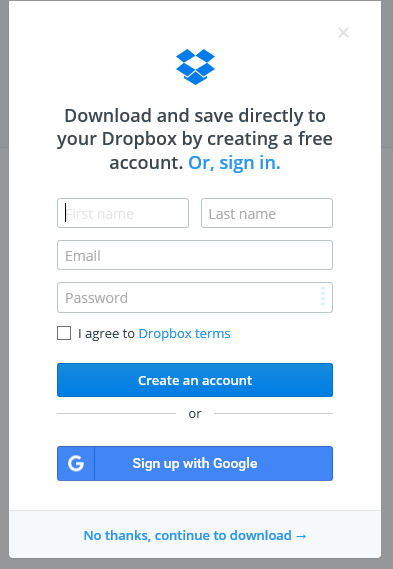 Download and save directly to
your Dropbox by creating a free
account. Or, sign in.
First name Last name
Email
Password
I agree to Dropbox terms
Create an account
or
G Sign up with Google
No thanks, continue to download →